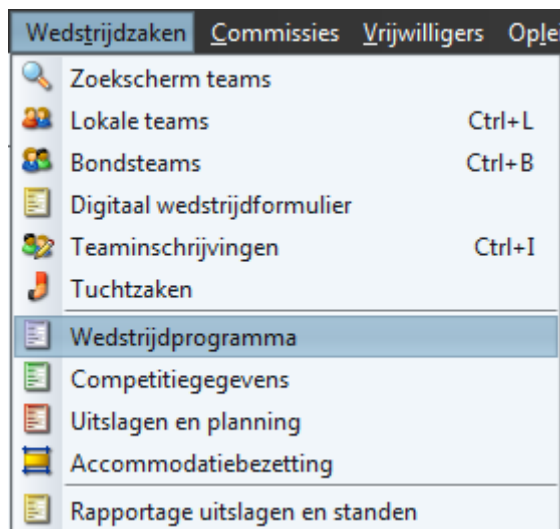 Wedstrijdzaken Commissies Vrijwilligers Ople
Zoekscherm teams
Lokale teams Ctrl+L
Bondsteams Ctrl+B
Digitaal wedstrijdformulier
Teaminschrijvingen Ctrl+I
Tuchtzaken
Wedstrijdprogramma
Competitiegegevens
Uitslagen en planning
Accommodatiebezetting
Rapportage uitslagen en standen